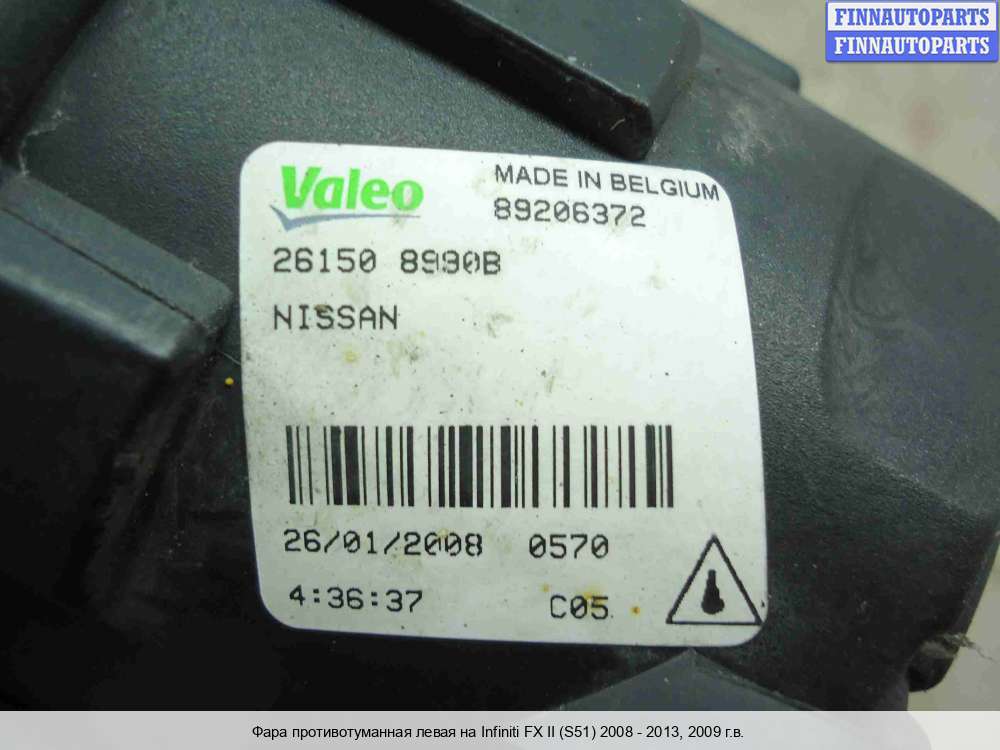 FINNAUTOPARTS
FINNAUTOPARTS
Valeo
MADE IN BELGIUM
89206372
26150 8990B
NISSAN
26/01/2008 0570
4:36:37 C05
Фара противотуманная левая на Infiniti FX II (S51) 2008 - 2013, 2009 г.в.